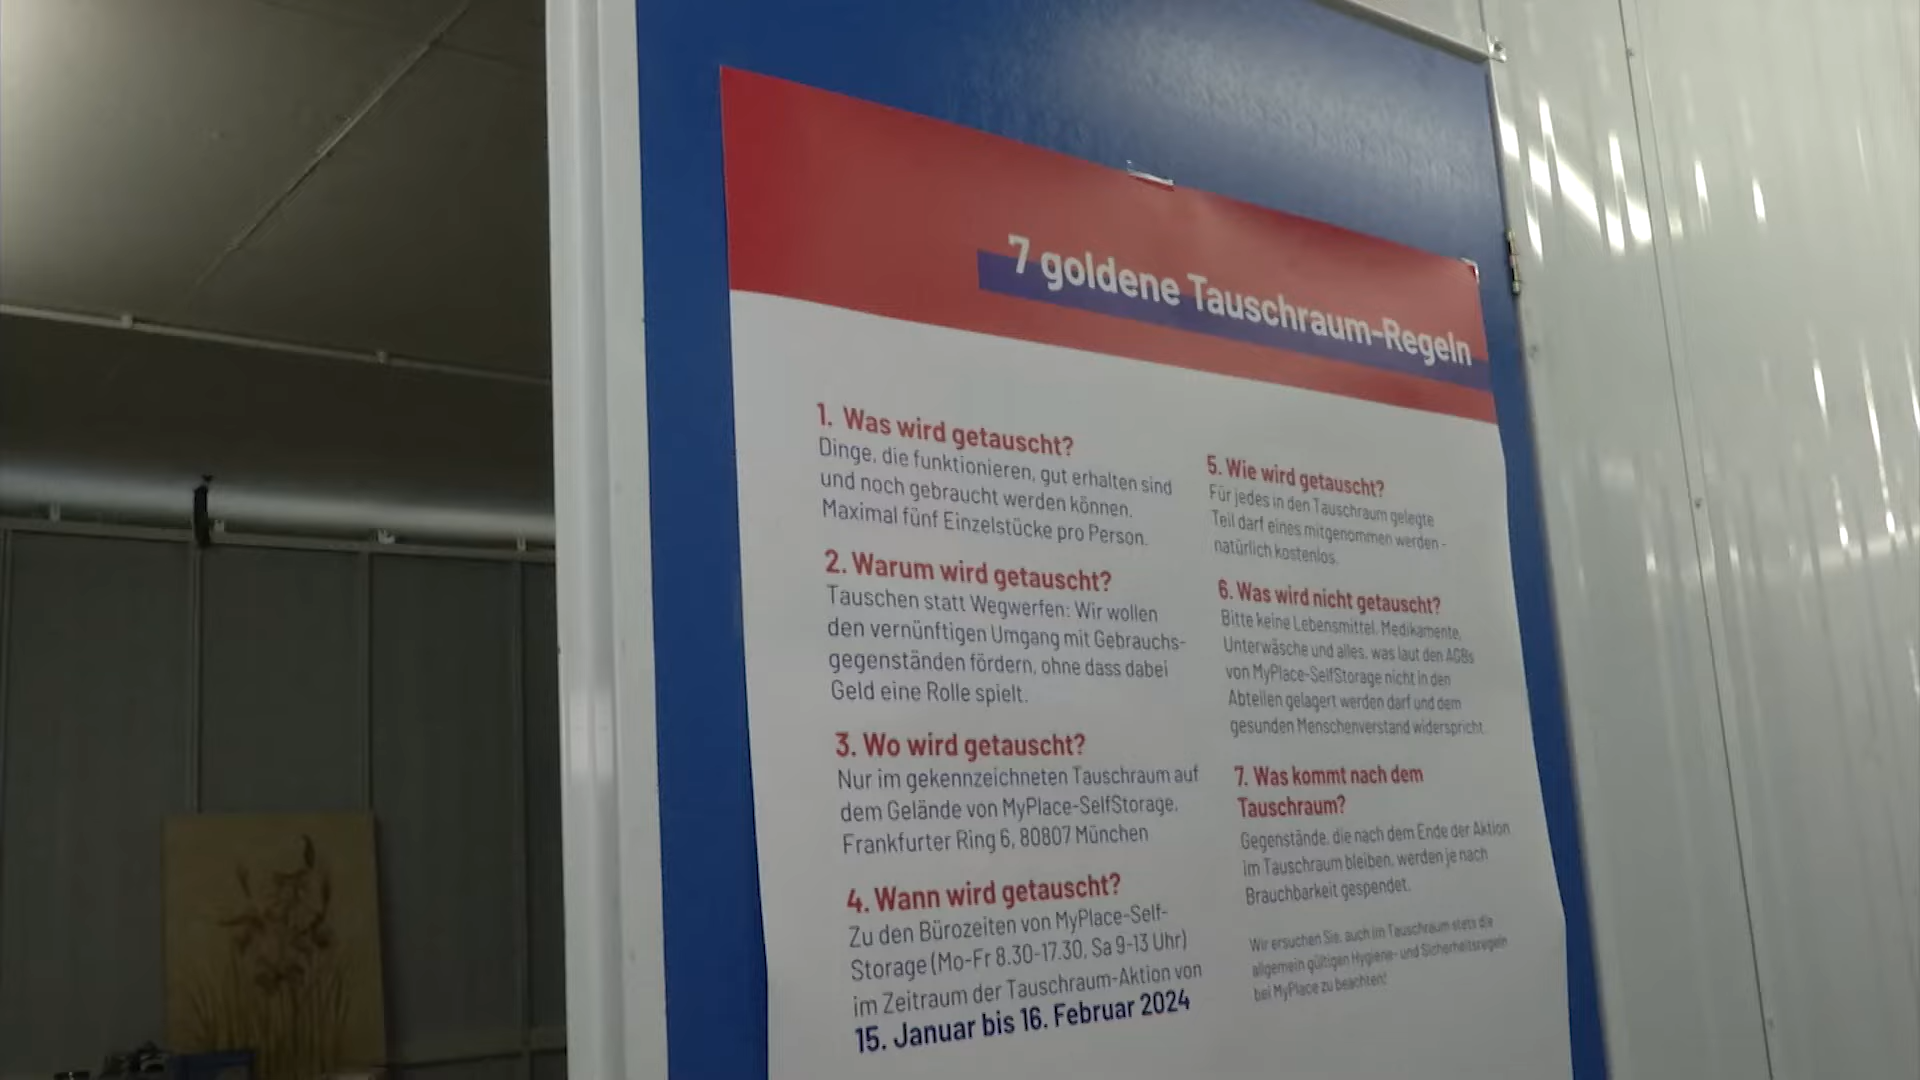 7 goldene Tauschraum-Regeln
1. Was wird getauscht?
Dinge, die funktionieren, gut erhalten sind
und noch gebraucht werden können.
Maximal fünf Einzelstücke pro Person.
2. Warum wird getauscht?
Tauschen statt Wegwerfen: Wir wollen
den vernünftigen Umgang mit Gebrauchs-
gegenständen fördern, ohne dass dabei
Geld eine Rolle spielt.
3. Wo wird getauscht?
Nur im gekennzeichneten Tauschraum auf
dem Gelände von MyPlace-SelfStorage,
Frankfurter Ring 6, 80807 München
4. Wann wird getauscht?
Zu den Bürozeiten von MyPlace-Self-
Storage (Mo-Fr 8.30-17.30, Sa 9-13 Uhr)
im Zeitraum der Tauschraum-Aktion von
15. Januar bis 16. Februar 2024
5. Wie wird getauscht?
Für jedes in den Tauschraum gelegte
Teil darf eines mitgenommen werden -
natürlich kostenlos.
6. Was wird nicht getauscht?
Bitte keine Lebensmittel, Medikamente,
Unterwäsche und alles, was laut den AGBs
von MyPlace-SelfStorage nicht in den
Abteilen gelagert werden darf und dem
gesunden Menschenverstand widerspricht.
7. Was kommt nach dem
Tauschraum?
Gegenstände, die nach dem Ende der Aktion
im Tauschraum bleiben, werden je nach
Brauchbarkeit gespendet.
Wir ersuchen Sie, auch im Tauschraum stets die
allgemein gültigen Hygiene- und Sicherheitsregeln
bei MyPlace zu beachten!